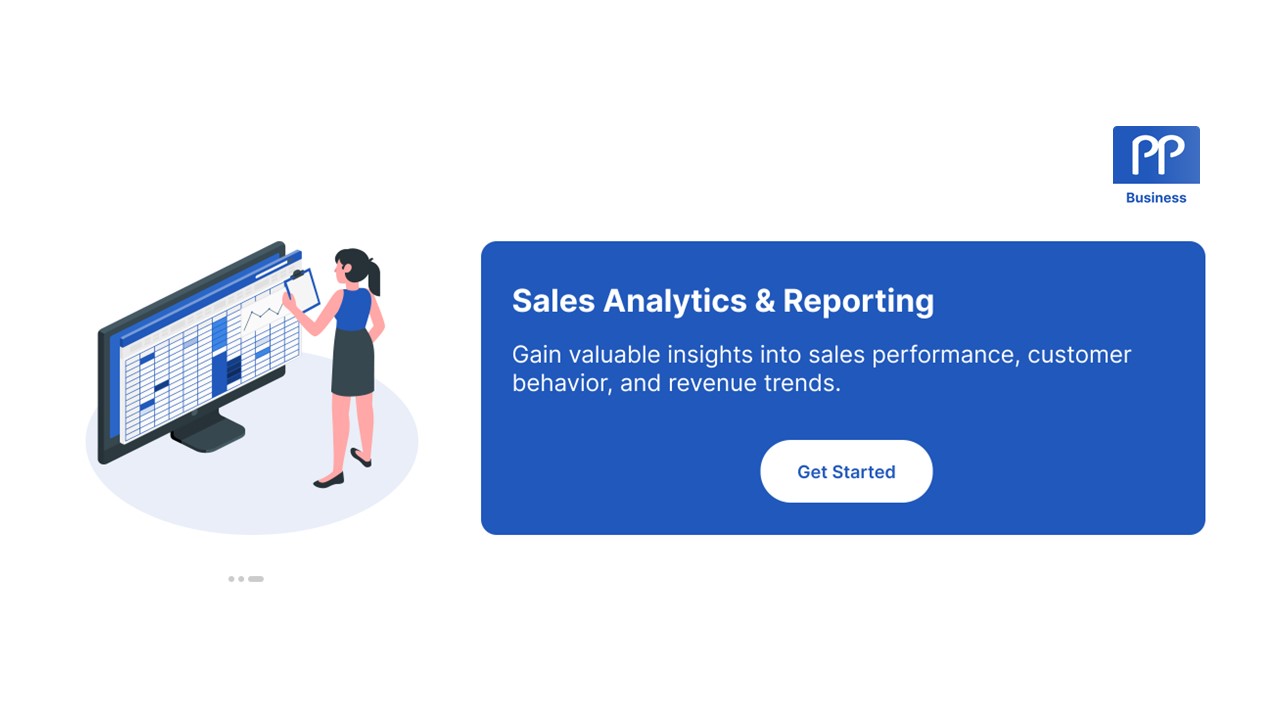 PP
Business
Sales Analytics & Reporting
Gain valuable insights into sales performance, customer
behavior, and revenue trends.
Get Started